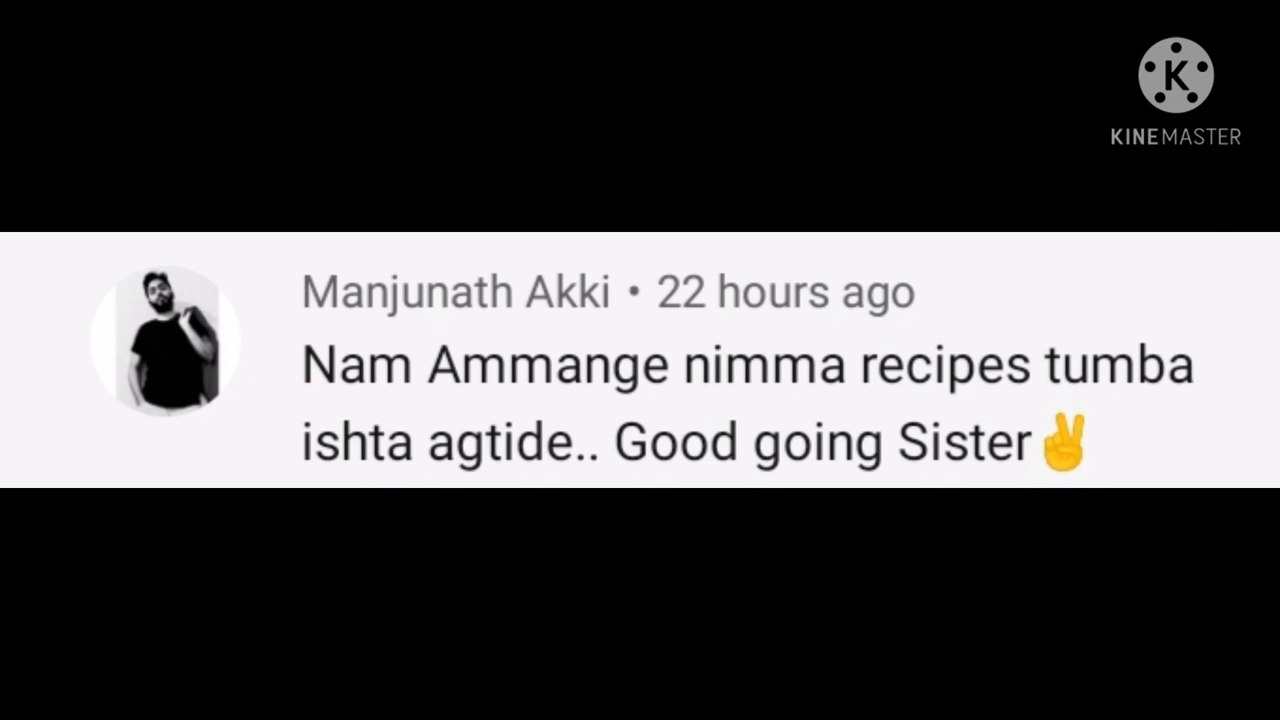 K
KINEMASTER
Manjunath Akki • 22 hours ago
Nam Ammange nimma recipes tumba
ishta agtide.. Good going Sister✌